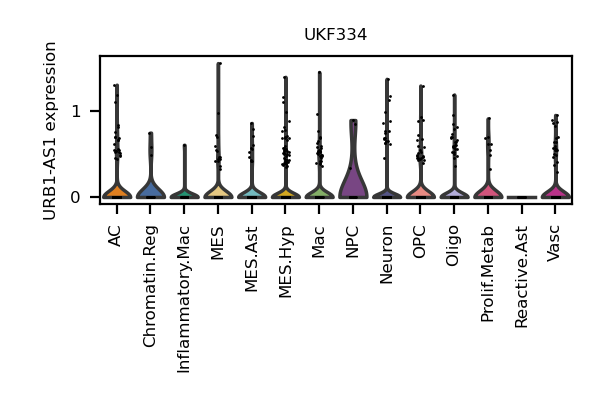 UKF334
URB1-AS1 expression
1
0
AC
Chromatin.Reg
Inflammatory.Mac
MES
MES.Ast
MES.Hyp
Mac
NPC
Neuron
OPC
Oligo
Prolif.Metab
Reactive.Ast
Vasc